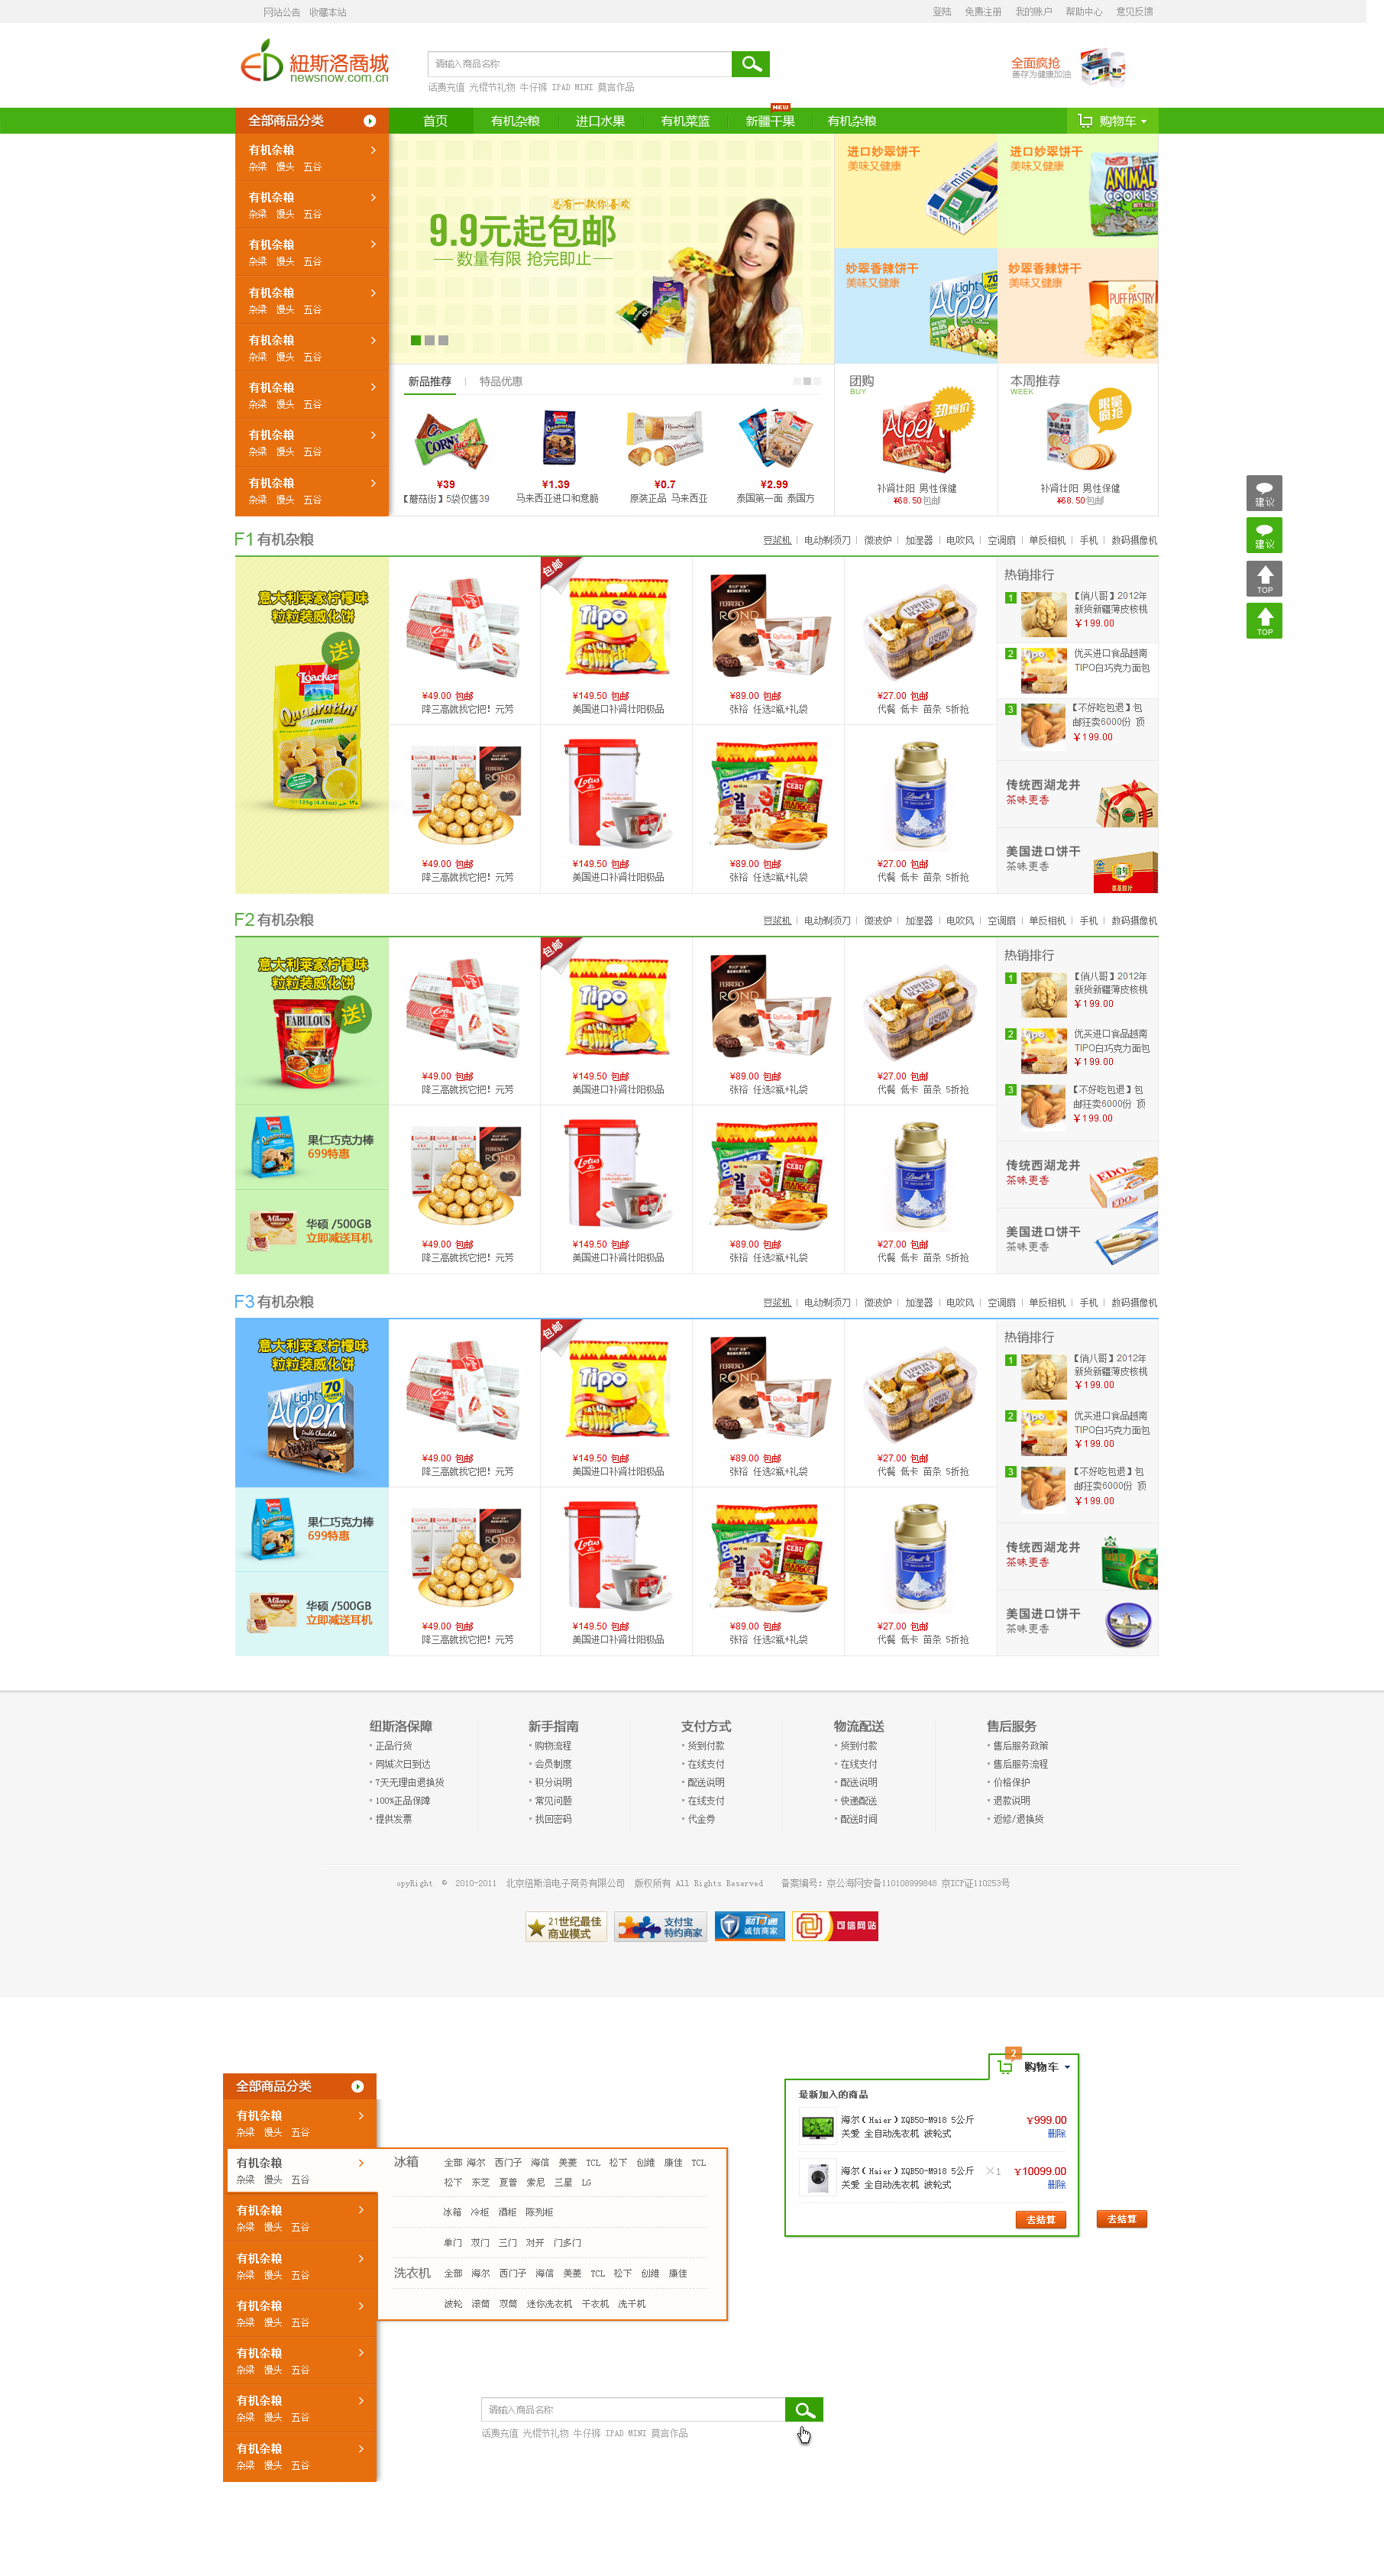 网站公告 收藏本站
登陆 免费注册 我的账户 帮助中心 意见反馈
纽斯洛商城
newsnow.com.cn
请输入商品名称
话费充值 光棍节礼物 牛仔裤 IPAD MINI 莫言作品
全面疯抢
善存为健康加油
全部商品分类
首页 有机杂粮 进口水果 有机菜篮 新疆干果 有机杂粮
NEW
购物车
有机杂粮
杂梁 馒头 五谷
有机杂粮
杂梁 馒头 五谷
有机杂粮
杂梁 馒头 五谷
有机杂粮
杂梁 馒头 五谷
有机杂粮
杂梁 馒头 五谷
有机杂粮
杂梁 馒头 五谷
有机杂粮
杂梁 馒头 五谷
有机杂粮
杂梁 馒头 五谷
总有一款你喜欢
9.9元起包邮
数量有限 抢完即止
进口妙翠饼干
美味又健康
进口妙翠饼干
美味又健康
妙翠香辣饼干
美味又健康
妙翠香辣饼干
美味又健康
新品推荐 特品优惠
¥39
【蘑菇街】5袋仅售39
¥1.39
马来西亚进口和意脆
¥0.7
原装正品 马来西亚
¥2.99
泰国第一面 泰国方
团购
BUY
劲爆价
补肾壮阳 男性保健
¥68.50包邮
本周推荐
WEEK
限量疯抢
补肾壮阳 男性保健
¥68.50包邮
建议
建议
TOP
TOP
F1 有机杂粮
豆浆机 电动剃须刀 微波炉 加湿器 电吹风 空调扇 单反相机 手机 数码摄像机
意大利莱家柠檬味
粒粒装威化饼
送!
Loacker
Quadratini
Lemon
包邮
¥49.00 包邮
降三高就找它把! 元芳
¥149.50 包邮
美国进口补肾壮阳极品
¥89.00 包邮
张裕 任选2瓶+礼袋
¥27.00 包邮
代餐 低卡 苗条 5折抢
¥49.00 包邮
降三高就找它把! 元芳
¥149.50 包邮
美国进口补肾壮阳极品
¥89.00 包邮
张裕 任选2瓶+礼袋
¥27.00 包邮
代餐 低卡 苗条 5折抢
热销排行
1
【俏八哥】2012年
新货新疆薄皮核桃
￥199.00
2
优买进口食品越南
TIPO白巧克力面包
3
【不好吃包退】包
邮狂卖6000份 顶
￥199.00
传统西湖龙井
茶味更香
美国进口饼干
茶味更香
F2 有机杂粮
豆浆机 电动剃须刀 微波炉 加湿器 电吹风 空调扇 单反相机 手机 数码摄像机
意大利莱家柠檬味
粒粒装威化饼
送!
FABULOUS
果仁巧克力棒
699特惠
华硕 /500GB
立即减送耳机
包邮
¥49.00 包邮
降三高就找它把! 元芳
¥149.50 包邮
美国进口补肾壮阳极品
¥89.00 包邮
张裕 任选2瓶+礼袋
¥27.00 包邮
代餐 低卡 苗条 5折抢
¥49.00 包邮
降三高就找它把! 元芳
¥149.50 包邮
美国进口补肾壮阳极品
¥89.00 包邮
张裕 任选2瓶+礼袋
¥27.00 包邮
代餐 低卡 苗条 5折抢
热销排行
1
【俏八哥】2012年
新货新疆薄皮核桃
￥199.00
2
优买进口食品越南
TIPO白巧克力面包
￥199.00
3
【不好吃包退】包
邮狂卖6000份 顶
￥199.00
传统西湖龙井
茶味更香
美国进口饼干
茶味更香
F3 有机杂粮
豆浆机 电动剃须刀 微波炉 加湿器 电吹风 空调扇 单反相机 手机 数码摄像机
意大利莱家柠檬味
粒粒装威化饼
Light
Alpen
70
果仁巧克力棒
699特惠
华硕 /500GB
立即减送耳机
包邮
¥49.00 包邮
降三高就找它把! 元芳
¥149.50 包邮
美国进口补肾壮阳极品
¥89.00 包邮
张裕 任选2瓶+礼袋
¥27.00 包邮
代餐 低卡 苗条 5折抢
¥49.00 包邮
降三高就找它把! 元芳
¥149.50 包邮
美国进口补肾壮阳极品
¥89.00 包邮
张裕 任选2瓶+礼袋
¥27.00 包邮
代餐 低卡 苗条 5折抢
热销排行
1
【俏八哥】2012年
新货新疆薄皮核桃
￥199.00
2
优买进口食品越南
TIPO白巧克力面包
￥199.00
3
【不好吃包退】包
邮狂卖6000份 顶
￥199.00
传统西湖龙井
茶味更香
美国进口饼干
茶味更香
纽斯洛保障
正品行货
同城次日到达
7天无理由退换货
100%正品保障
提供发票
新手指南
购物流程
会员制度
积分说明
常见问题
找回密码
支付方式
货到付款
在线支付
配送说明
在线支付
代金券
物流配送
货到付款
在线支付
配送说明
快递配送
配送时间
售后服务
售后服务政策
售后服务流程
价格保护
退款说明
返修/退换货
opyRight © 2010-2011 北京纽斯洛电子商务有限公司 版权所有 All Rights Reserved 备案编号: 京公海网安备110108999848 京ICP证110253号
21世纪最佳
商业模式
支付宝
特约商家
财付通
诚信商家
可信网站
全部商品分类
有机杂粮
杂梁 馒头 五谷
有机杂粮
杂梁 馒头 五谷
有机杂粮
杂梁 馒头 五谷
有机杂粮
杂梁 馒头 五谷
有机杂粮
杂梁 馒头 五谷
有机杂粮
杂梁 馒头 五谷
有机杂粮
杂梁 馒头 五谷
有机杂粮
杂梁 馒头 五谷
冰箱 全部 海尔 西门子 海信 美菱 TCL 松下 创维 康佳 TCL
松下 东芝 夏普 索尼 三星 LG
冰箱 冷柜 酒柜 陈列柜
单门 双门 三门 对开 门多门
洗衣机 全部 海尔 西门子 海信 美菱 TCL 松下 创维 康佳
波轮 滚筒 双筒 迷你洗衣机 干衣机 洗干机
2
购物车
最新加入的商品
海尔（Haier）XQB50-M918 5公斤
关爱 全自动洗衣机 波轮式
￥999.00
删除
海尔（Haier）XQB50-M918 5公斤
关爱 全自动洗衣机 波轮式
×1
￥10099.00
删除
去结算
去结算
请输入商品名称
话费充值 光棍节礼物 牛仔裤 IPAD MINI 莫言作品